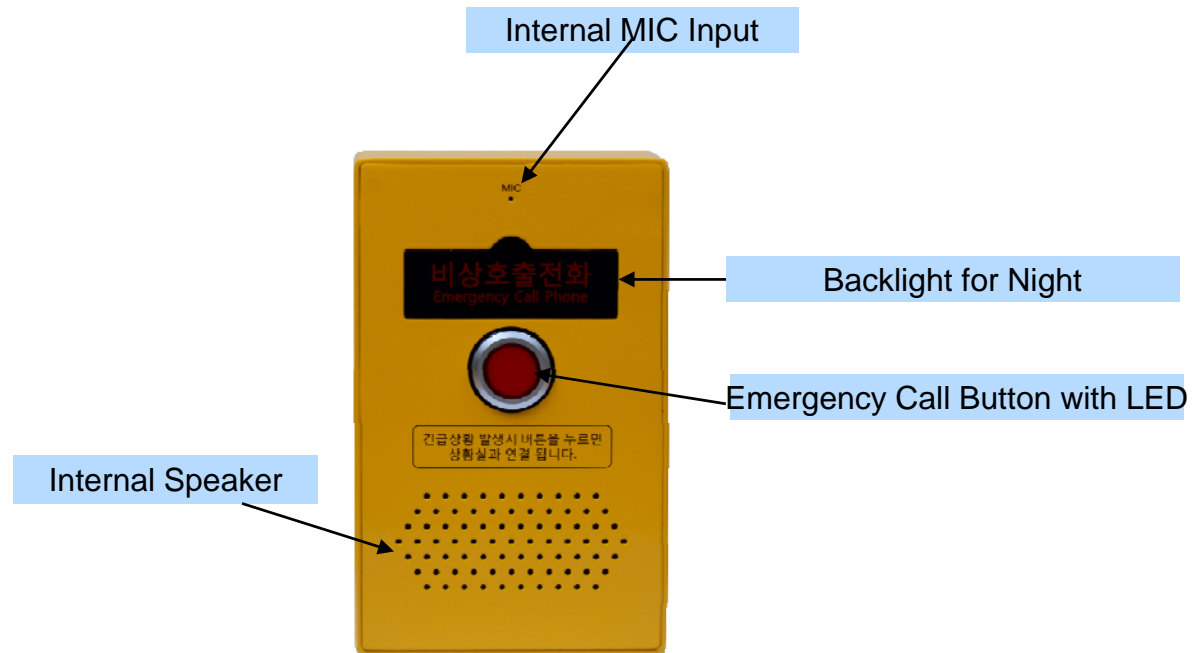 Internal MIC Input
MIC
비상호출전화
Emergency Call Phone
Backlight for Night
Emergency Call Button with LED
긴급상황 발생시 버튼을 누르면
상황실과 연결 됩니다.
Internal Speaker